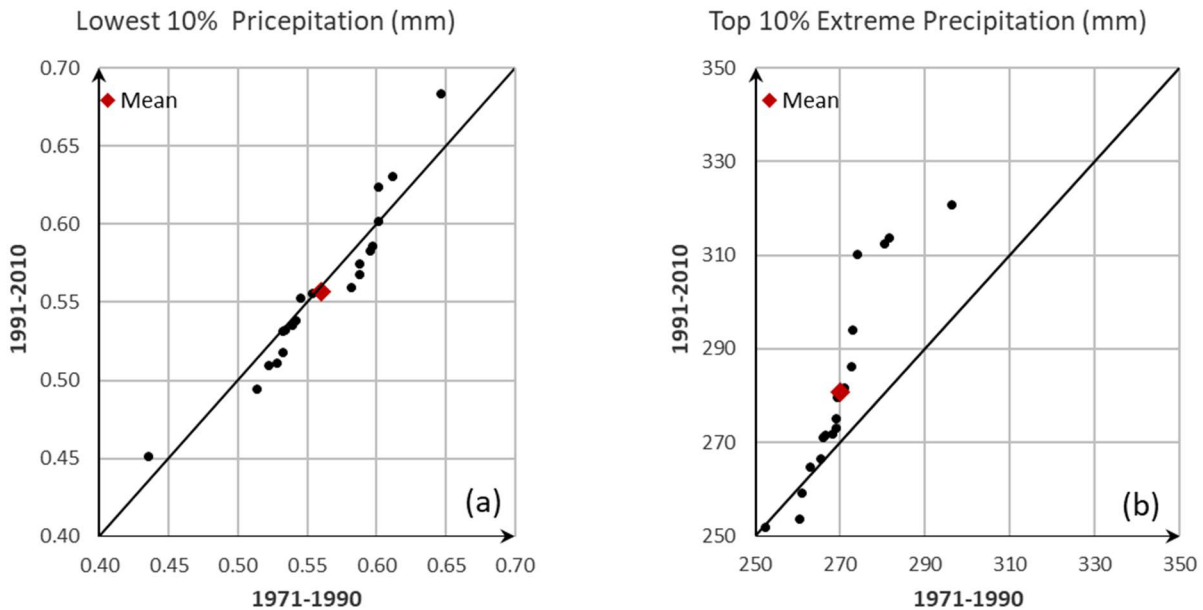 Lowest 10% Pricepitation (mm)
0.70
Mean
0.65
0.60
0.55
0.50
0.45
0.40
1991-2010
(a)
0.40 0.45 0.50 0.55 0.60 0.65 0.70
1971-1990
Top 10% Extreme Precipitation (mm)
350
Mean
330
310
290
270
250
1991-2010
(b)
250 270 290 310 330 350
1971-1990